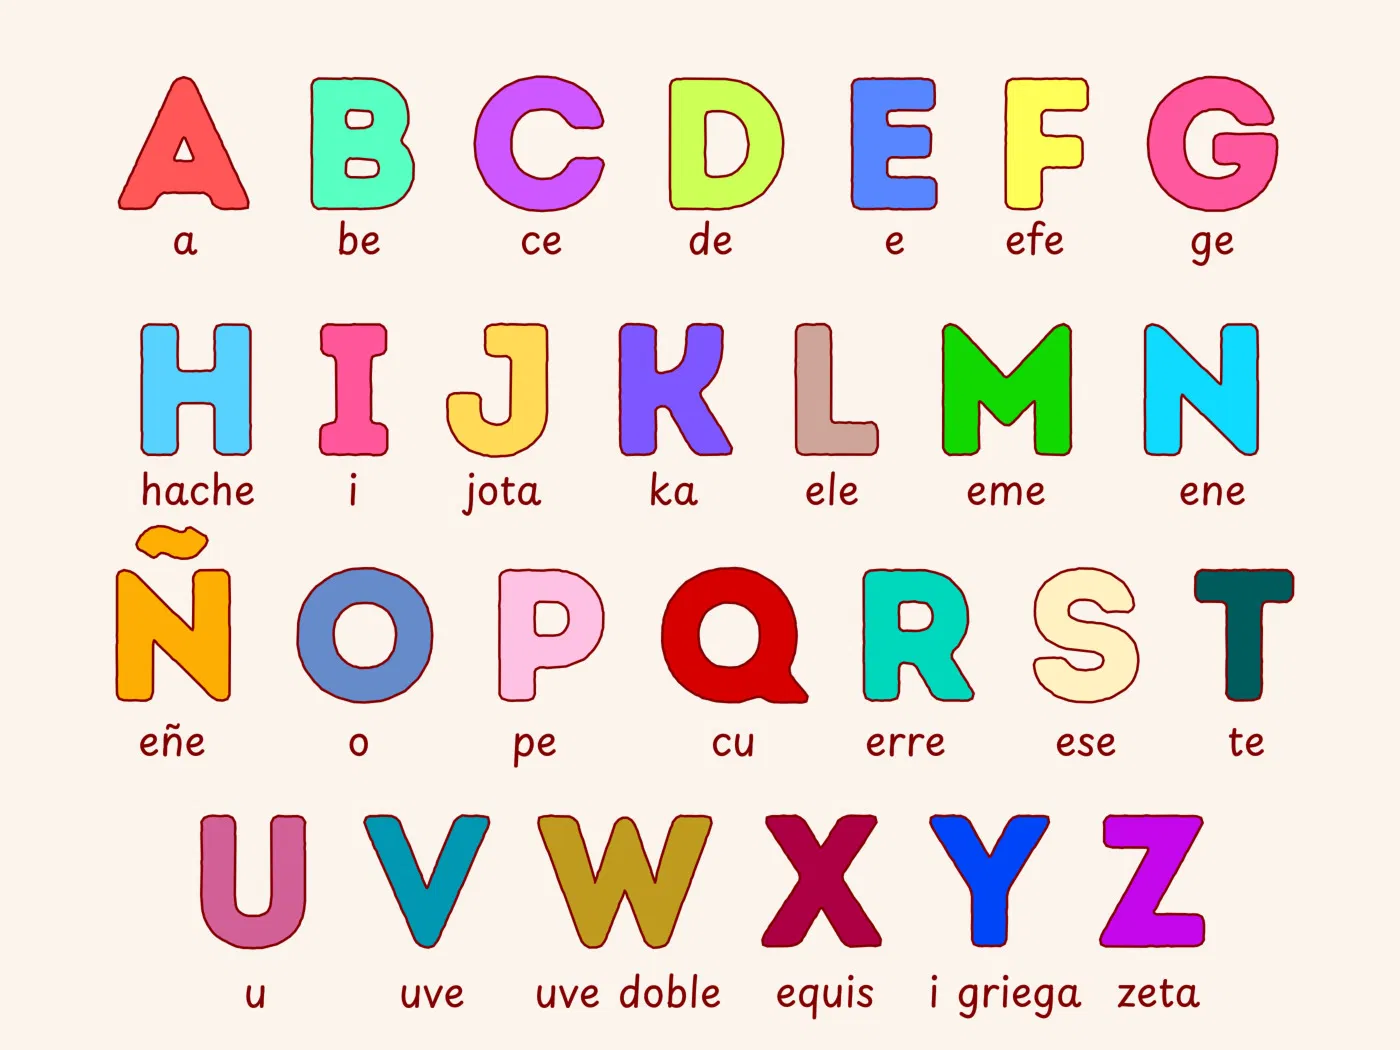 A B C D E F G
a be ce de e efe ge
H I J K L M N
hache i jota ka ele eme ene
Ñ O P Q R S T
eñe o pe cu erre ese te
U V W X Y Z
u uve uve doble equis i griega zeta